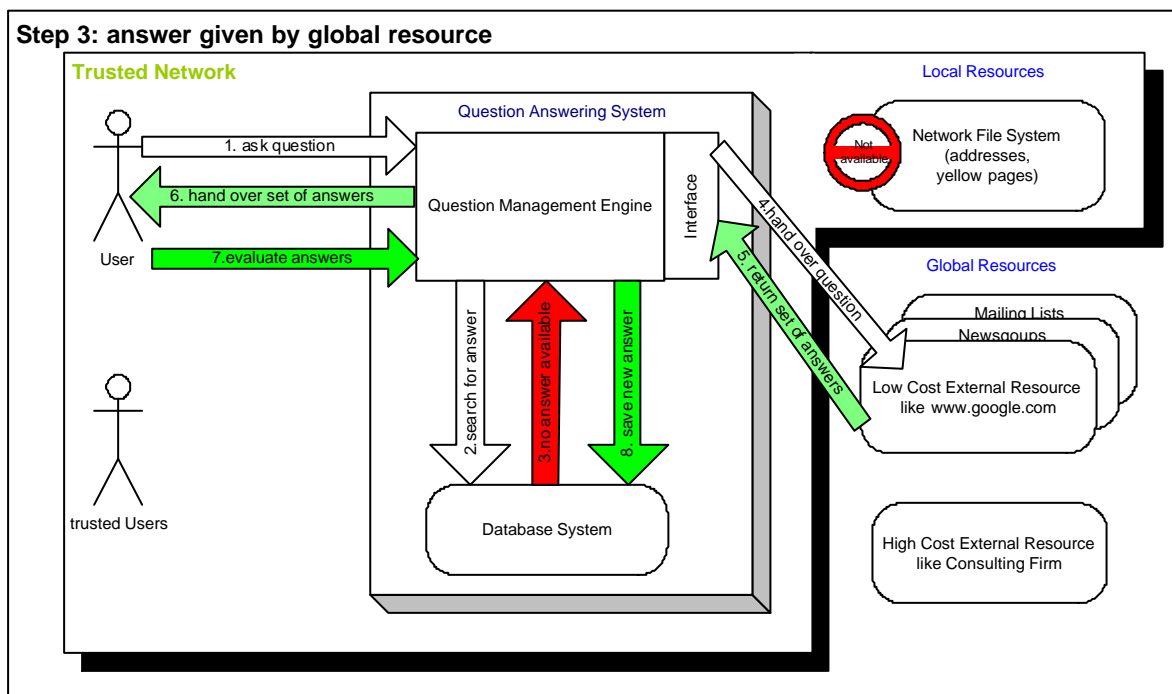 Step 3: answer given by global resource
Trusted Network
Local Resources
Question Answering System
Network File System
(addresses,
yellow pages)
Not
available
1. ask question
6. hand over set of answers
Question Management Engine
Interface
4.hand over question
User
7.evaluate answers
5. return set of answers
Global Resources
Mailing Lists
Newsgoups
Low Cost External Resource
like www.google.com
2.search for answer
3.no answer available
8. save new answer
trusted Users
Database System
High Cost External Resource
like Consulting Firm